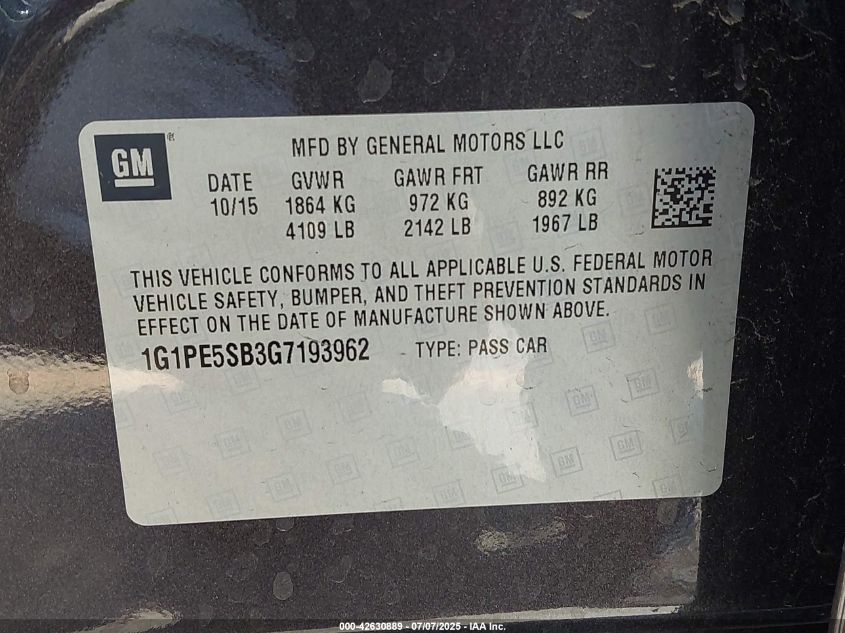 GM
®
MFD BY GENERAL MOTORS LLC
DATE GVWR GAWR FRT GAWR RR
10/15 1864 KG 972 KG 892 KG
4109 LB 2142 LB 1967 LB
THIS VEHICLE CONFORMS TO ALL APPLICABLE U.S. FEDERAL MOTOR
VEHICLE SAFETY, BUMPER, AND THEFT PREVENTION STANDARDS IN
EFFECT ON THE DATE OF MANUFACTURE SHOWN ABOVE.
1G1PE5SB3G7193962 TYPE: PASS CAR
000-42630889 - 07/07/2025 - IAA Inc.